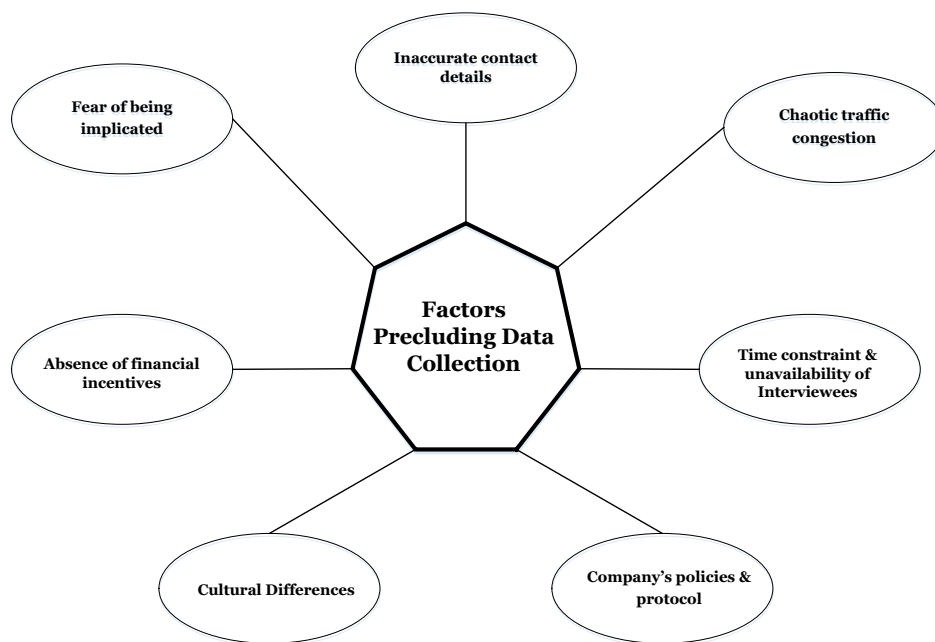 Inaccurate contact
details
Fear of being
implicated
Chaotic traffic
congestion
Factors
Precluding Data
Collection
Absence of financial
incentives
Time constraint &
unavailability of
Interviewees
Cultural Differences
Company’s policies &
protocol